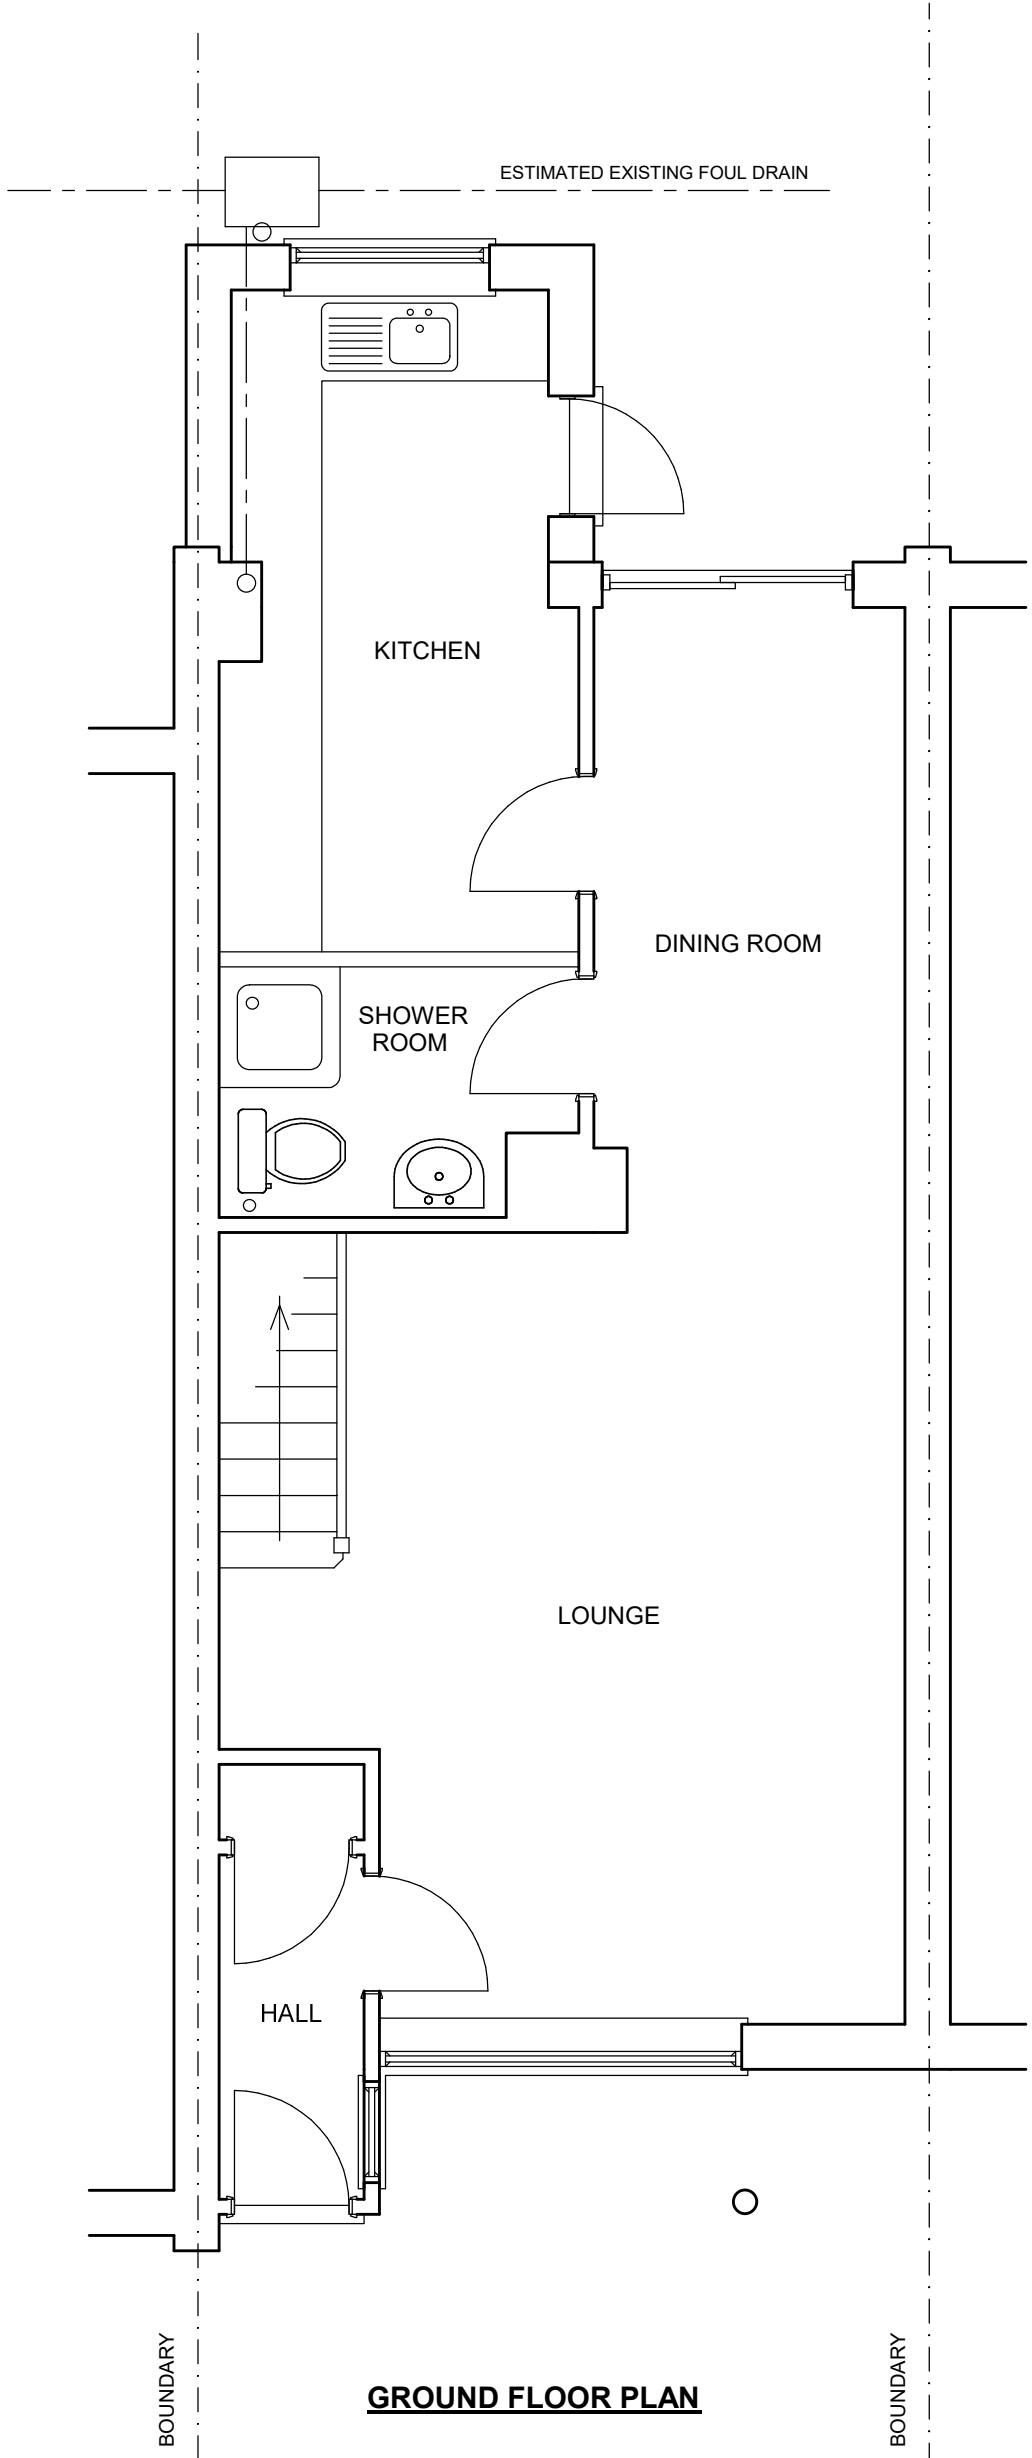 ESTIMATED EXISTING FOUL DRAIN
KITCHEN
DINING ROOM
SHOWER
ROOM
LOUNGE
HALL
BOUNDARY
BOUNDARY
GROUND FLOOR PLAN